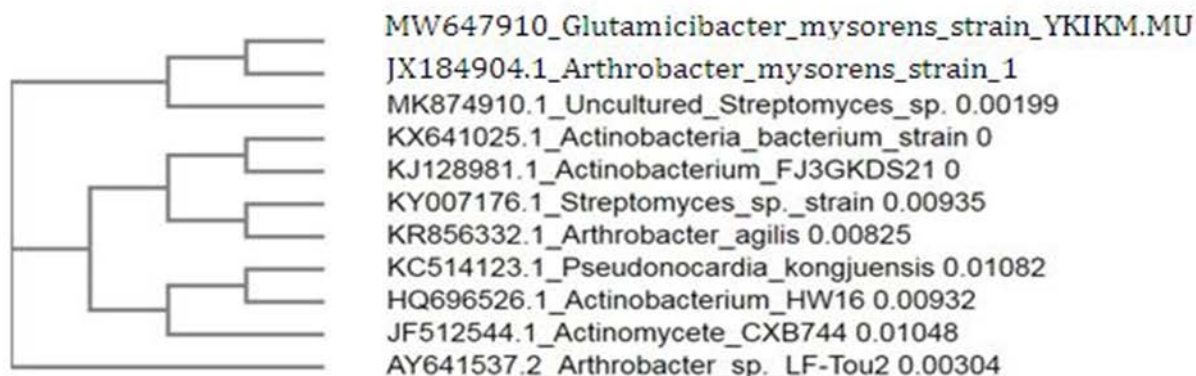 MW647910_Glutamicibacter_mysorens_strain_YKIKM.MU
JX184904.1_Arthrobacter_mysorens_strain_1
MK874910.1_Uncultured_Streptomyces_sp. 0.00199
KX641025.1_Actinobacteria_bacterium_strain 0
KJ128981.1_Actinobacterium_FJ3GKDS21 0
KY007176.1_Streptomyces_sp._strain 0.00935
KR856332.1_Arthrobacter_agilis 0.00825
KC514123.1_Pseudonocardia_kongjuensis 0.01082
HQ696526.1_Actinobacterium_HW16 0.00932
JF512544.1_Actinomycete_CXB744 0.01048
AY641537.2_Arthrobacter_sp._LF-Tou2 0.00304